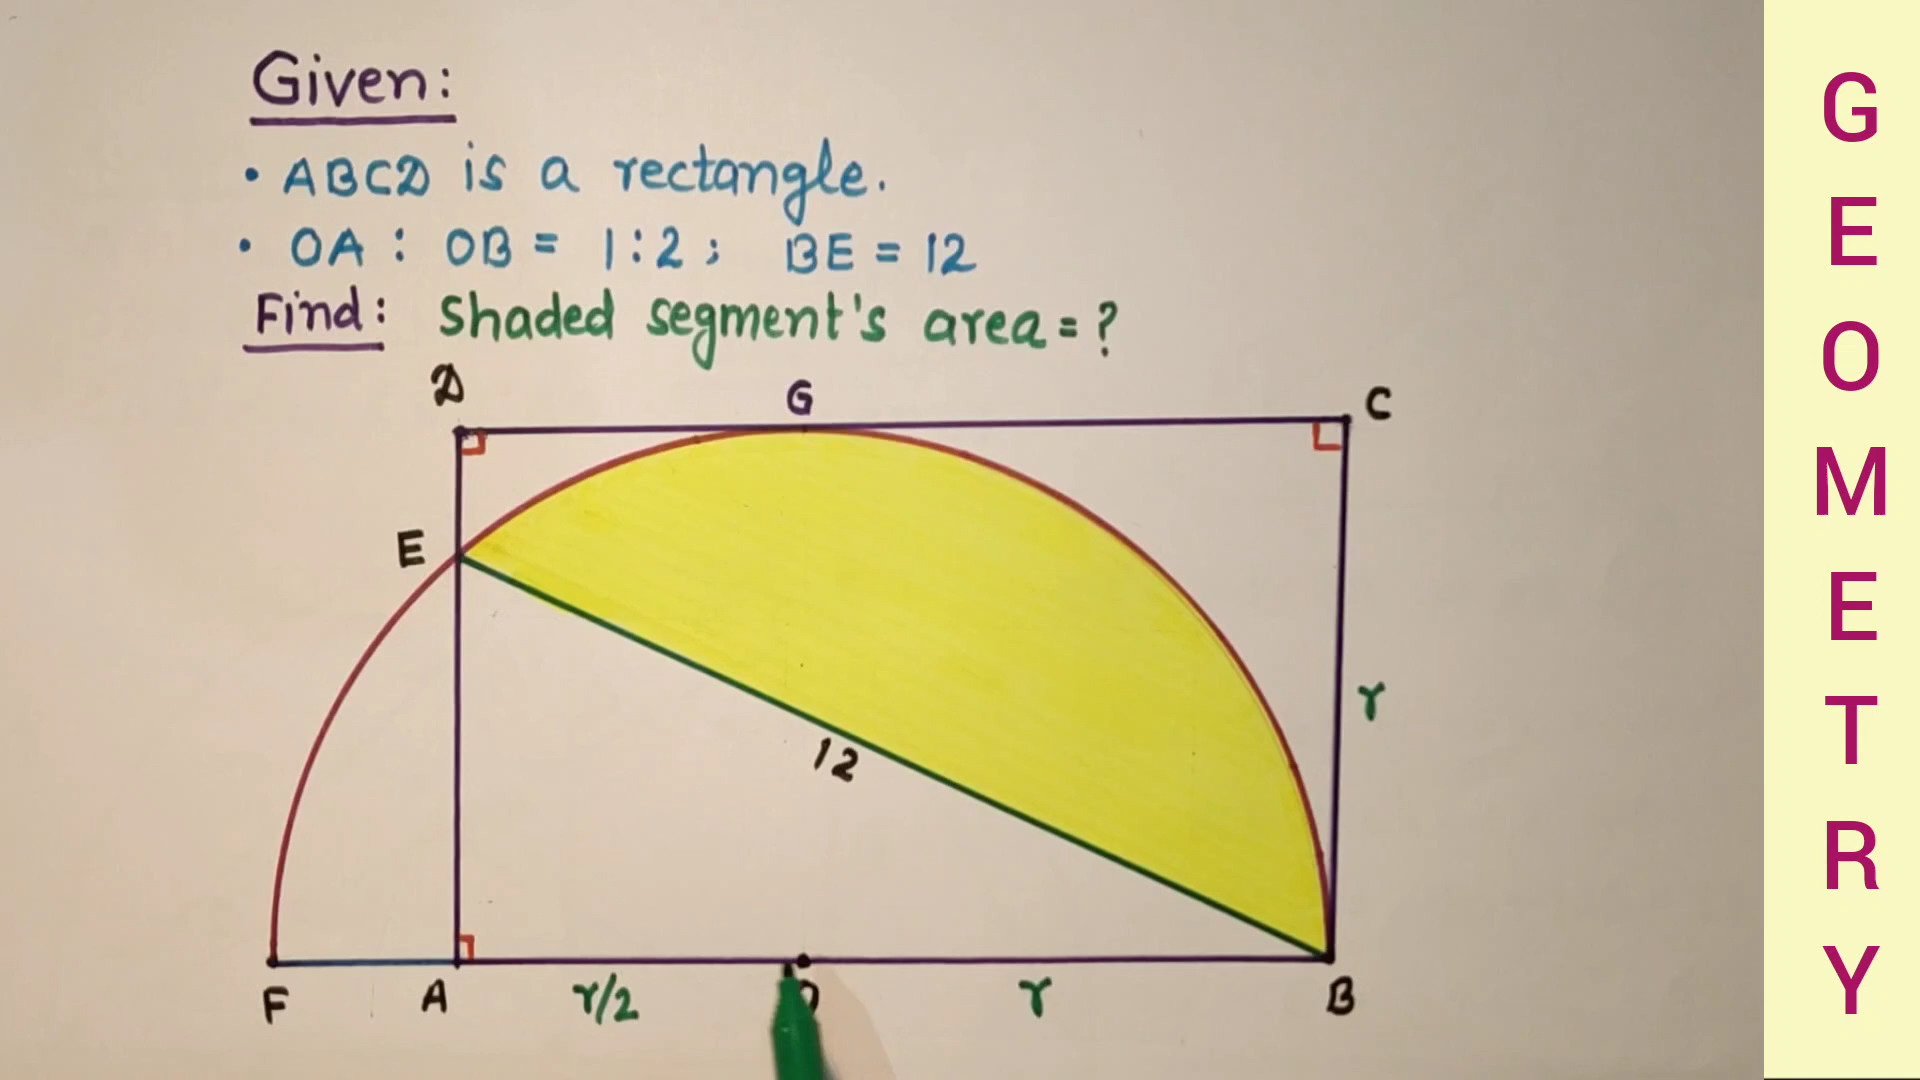 Given:
• ABCD is a rectangle.
• OA : OB = 1:2 ; BE = 12
Find: Shaded segment's area = ?
D
G
C
E
r
12
F
A
r/2
r
B
GEOMETRY